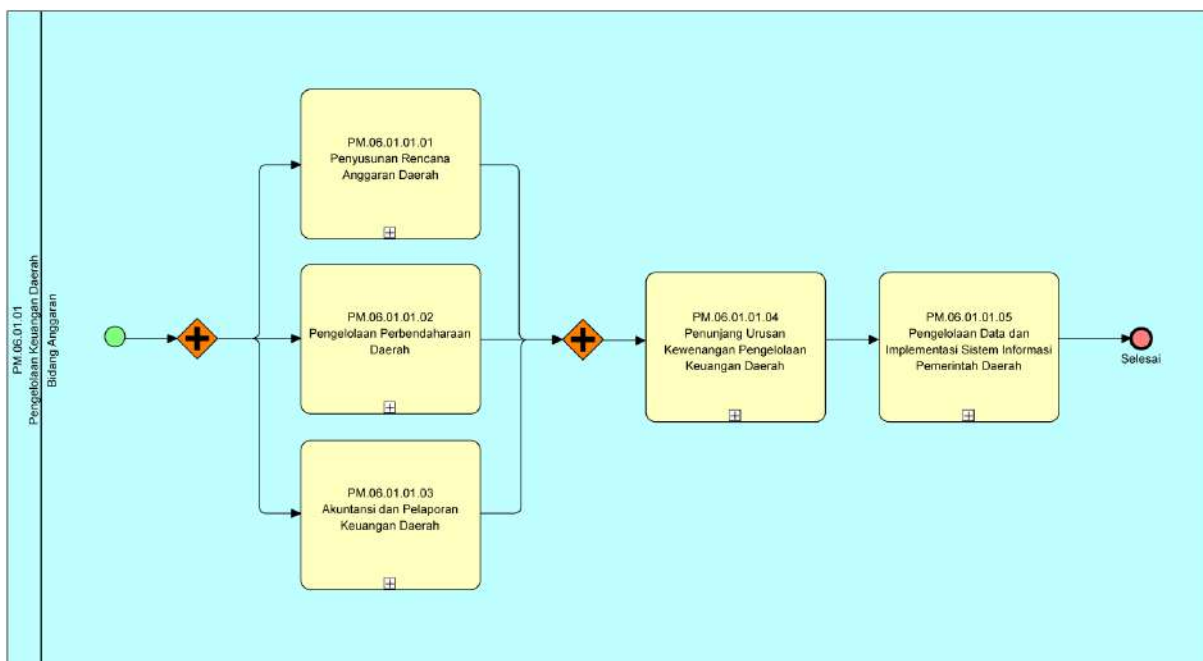 PM.06.01.01
Pengelolaan Keuangan Daerah
Bidang Anggaran
PM.06.01.01.01
Penyusunan Rencana
Anggaran Daerah
PM.06.01.01.02
Pengelolaan Perbendaharaan
Daerah
PM.06.01.01.03
Akuntansi dan Pelaporan
Keuangan Daerah
PM.06.01.01.04
Penunjang Urusan
Kewenangan Pengelolaan
Keuangan Daerah
PM.06.01.01.05
Pengelolaan Data dan
Implementasi Sistem Informasi
Pemerintah Daerah
Selesai